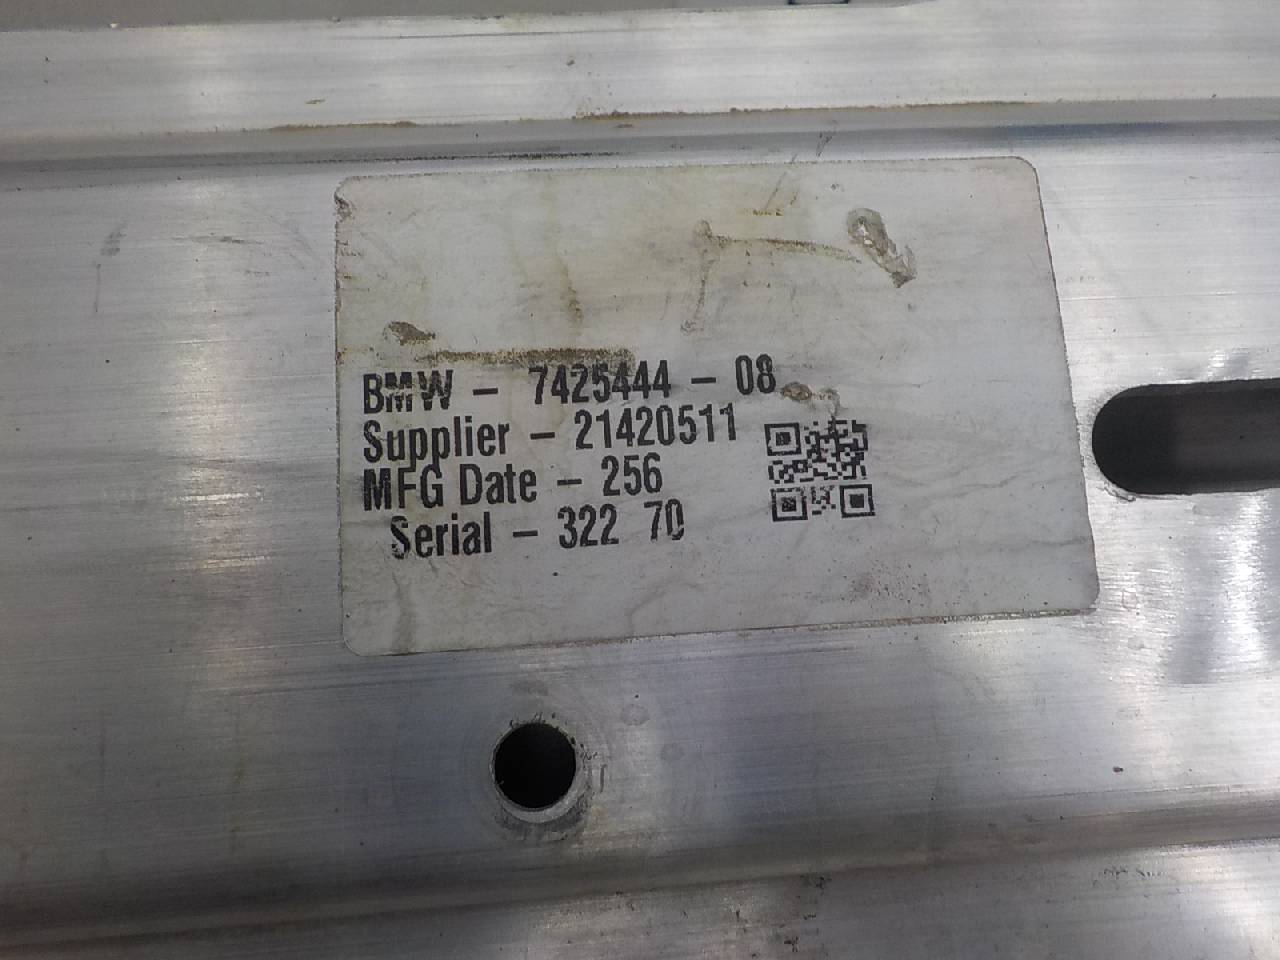 BMW - 7425444 - 08
Supplier - 21420511
MFG Date - 256
Serial - 322 70